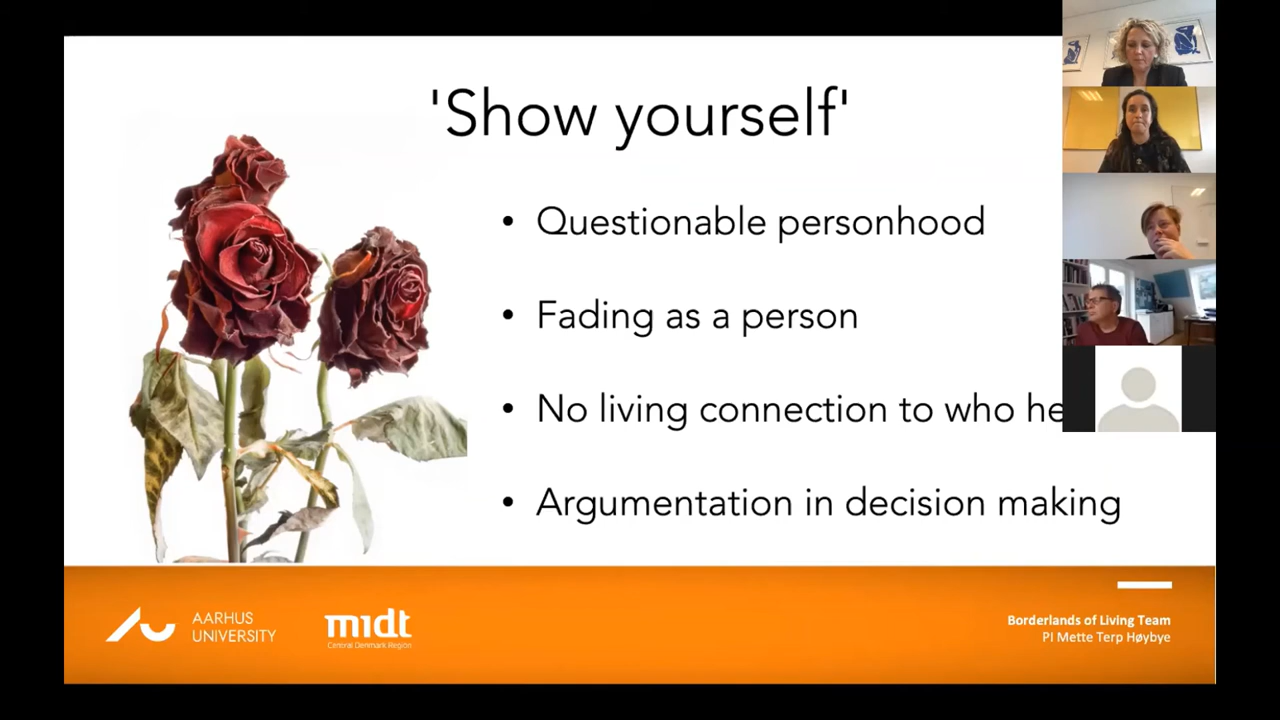 'Show yourself'
• Questionable personhood
• Fading as a person
• No living connection to who he
• Argumentation in decision making
AARHUS
UNIVERSITY
midt
Central Denmark Region
Borderlands of Living Team
PI Mette Terp Høybye